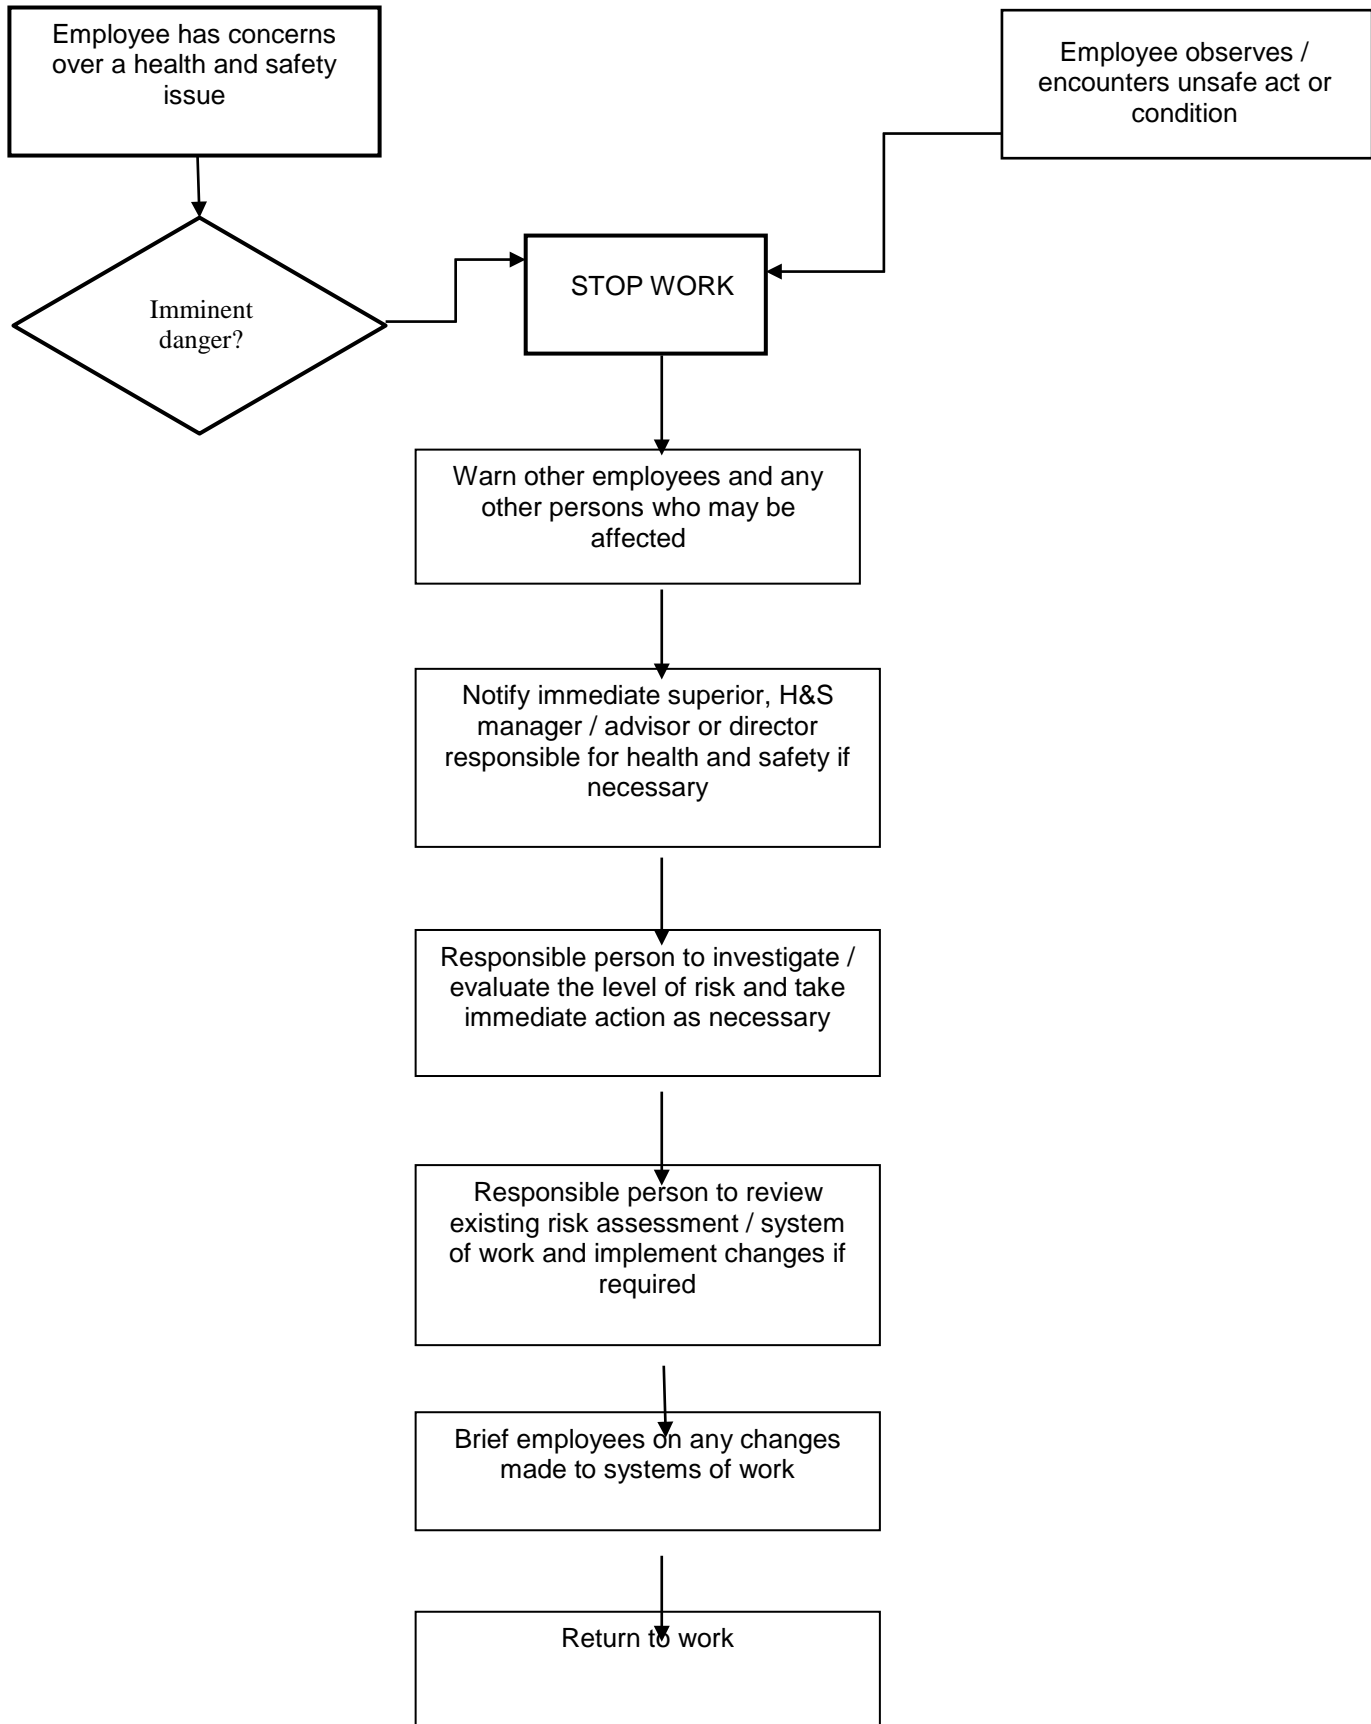 Employee has concerns
over a health and safety
issue
Employee observes /
encounters unsafe act or
condition
Imminent
danger?
STOP WORK
Warn other employees and any
other persons who may be
affected
Notify immediate superior, H&S
manager / advisor or director
responsible for health and safety if
necessary
Responsible person to investigate /
evaluate the level of risk and take
immediate action as necessary
Responsible person to review
existing risk assessment / system
of work and implement changes if
required
Brief employees on any changes
made to systems of work
Return to work